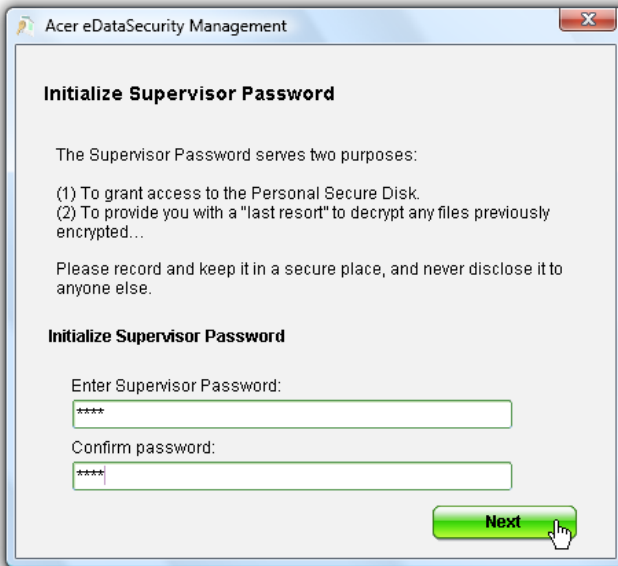 Acer eDataSecurity Management
Initialize Supervisor Password
The Supervisor Password serves two purposes:
(1) To grant access to the Personal Secure Disk.
(2) To provide you with a "last resort" to decrypt any files previously
encrypted...
Please record and keep it in a secure place, and never disclose it to
anyone else.
Initialize Supervisor Password
Enter Supervisor Password:
****
Confirm password:
****
Next